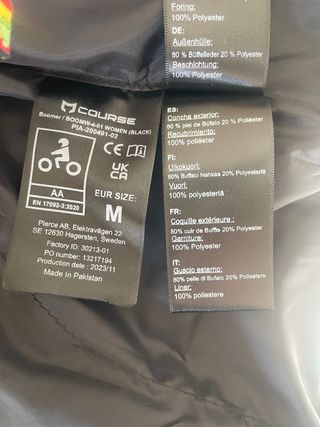 Foring:
100% Polyester
DE:
Außenhülle:
80 % Büffelleder 20 % Polyester
Beschichtung:
100% Polyester
COURSE
Boomer / BOOMW-4-01 WOMEN (BLACK)
PIA-200491-02
CE
UK
CA
AA
EN 17092-3:2020
EUR SIZE:
M
Pierce AB, Elektravägen 22
SE 12630 Hagersten, Sweden
Factory ID: 30213-01
PO number: 13217194
Production date : 2023/11
Made In Pakistan
ES:
Concha exterior:
80 % piel de Búfalo 20 % Poliester
Recubrimiento:
100% poliéster
FI:
Ulkokuori:
80% Buffalo Nahkaa 20% Polyesteriä
Vuori:
100% polyesteriä
FR:
Coquille extérieure :
80% cuir de Buffle 20 % Polyester
Garniture:
100% polyester
IT:
Guscio esterno:
80% pelle di Bufalo 20% Poliestere
Liner:
100% poliestere